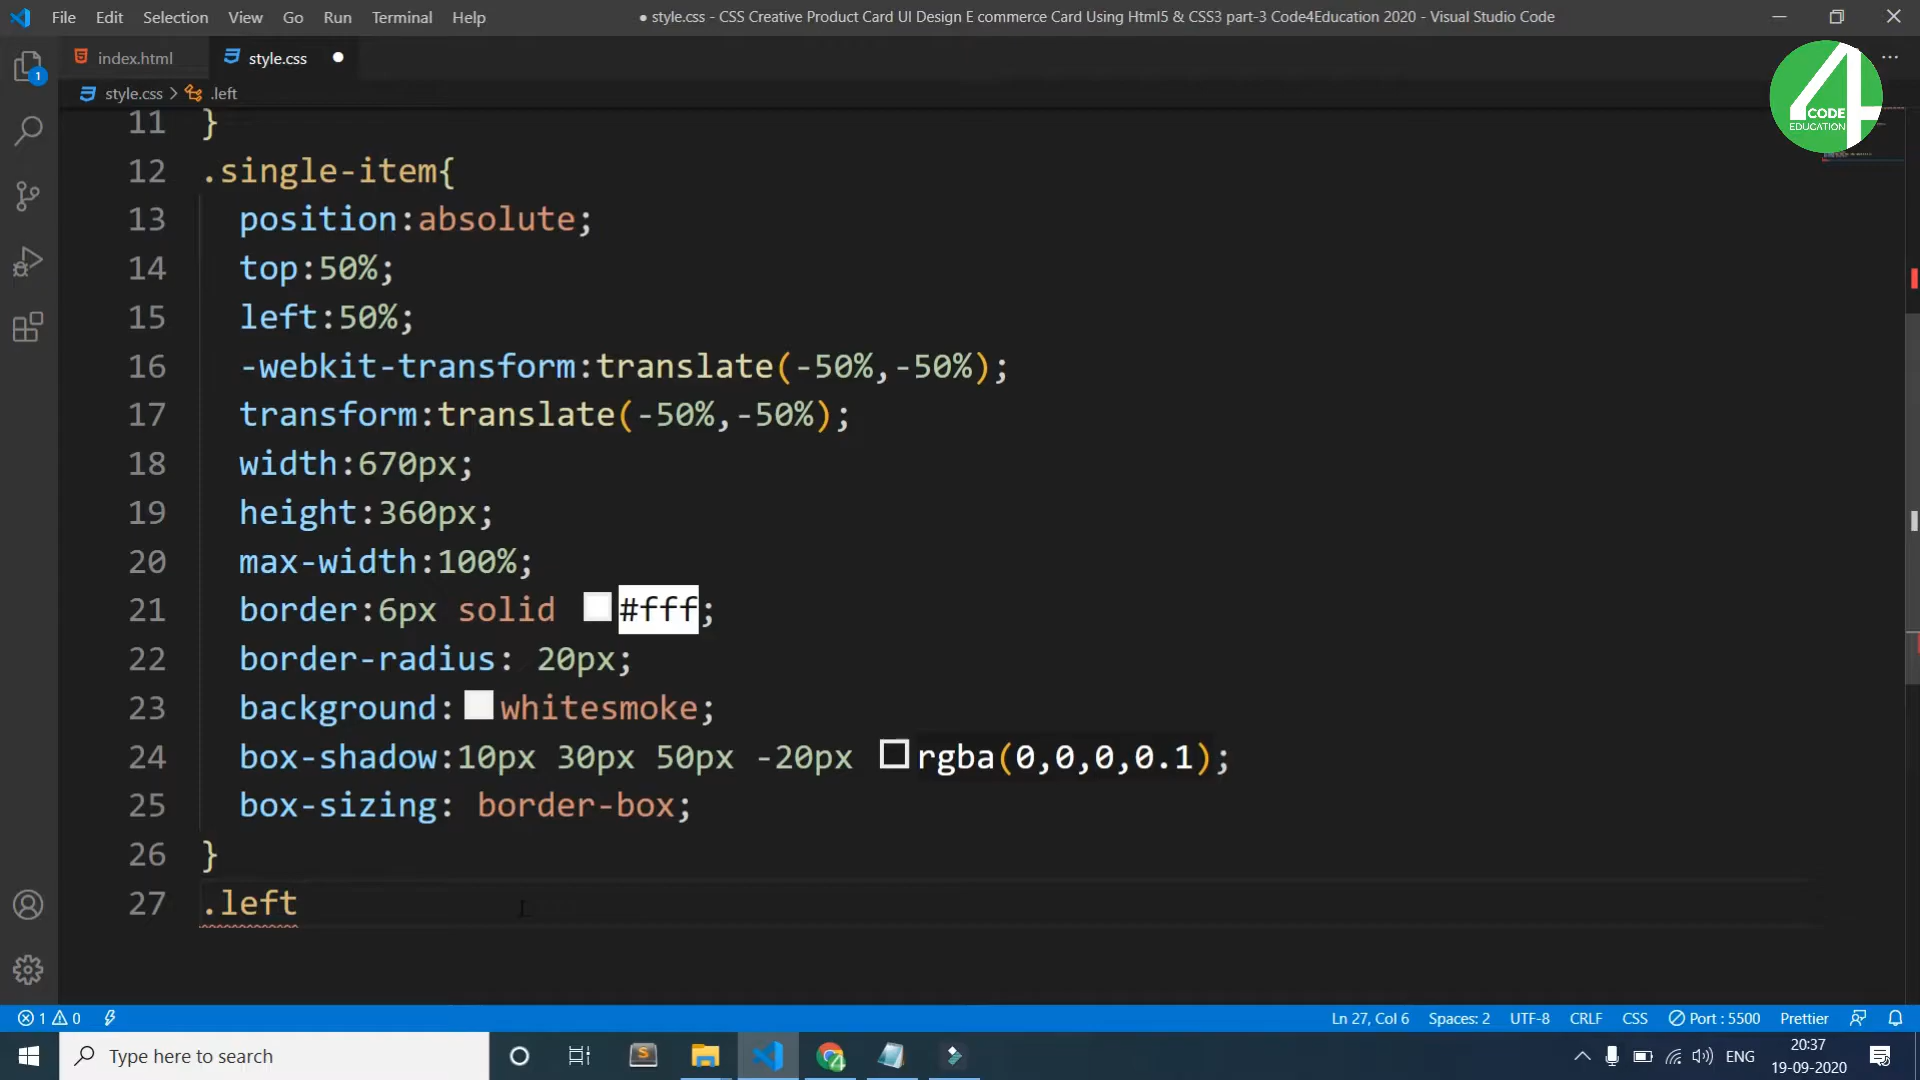 File Edit Selection View Go Run Terminal Help
● style.css - CSS Creative Product Card UI Design E commerce Card Using Html5 & CSS3 part-3 Code4Education 2020 - Visual Studio Code
index.html
style.css
4
CODE
EDUCATION
1
style.css > .left
11 }
12 .single-item{
13 position:absolute;
14 top:50%;
15 left:50%;
16 -webkit-transform:translate(-50%,-50%);
17 transform:translate(-50%,-50%);
18 width:670px;
19 height:360px;
20 max-width:100%;
21 border:6px solid #fff;
22 border-radius: 20px;
23 background:whitesmoke;
24 box-shadow:10px 30px 50px -20px rgba(0,0,0,0.1);
25 box-sizing: border-box;
26 }
27 .left
1 0
Ln 27, Col 6 Spaces: 2 UTF-8 CRLF CSS Port : 5500 Prettier
Type here to search
ENG
20:37
19-09-2020